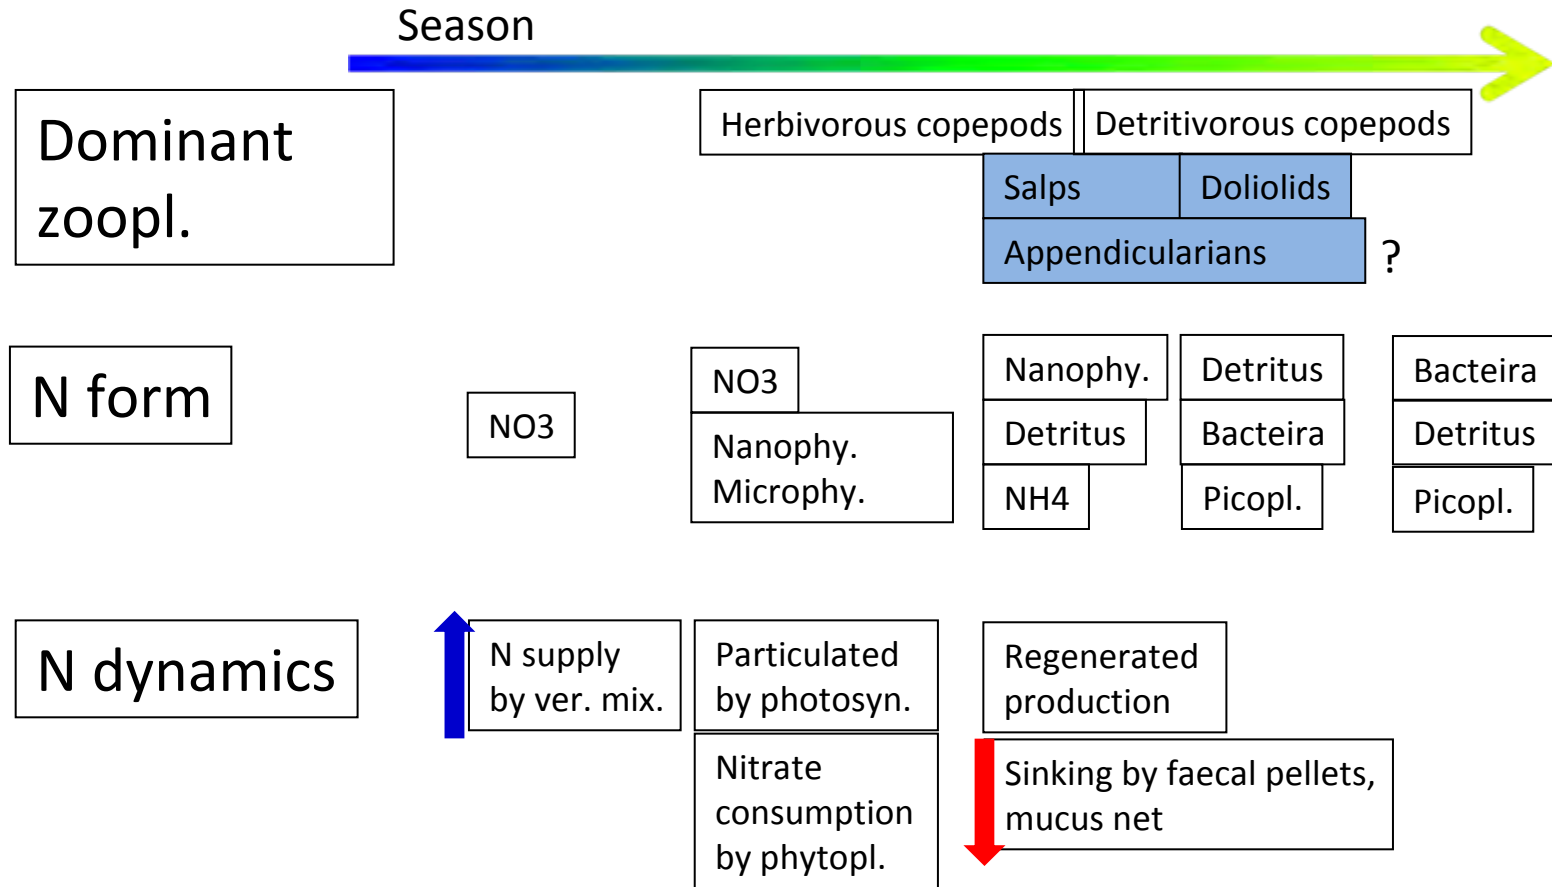 Season
Dominant
zoopl.
Herbivorous copepods
Detritivorous copepods
Salps
Doliolids
Appendicularians
?
N form
NO3
NO3
Nanophy.
Microphy.
Nanophy.
Detritus
NH4
Detritus
Bacteira
Picopl.
Bacteira
Detritus
Picopl.
N dynamics
N supply
by ver. mix.
Particulated
by photosyn.
Nitrate
consumption
by phytopl.
Regenerated
production
Sinking by faecal pellets,
mucus net